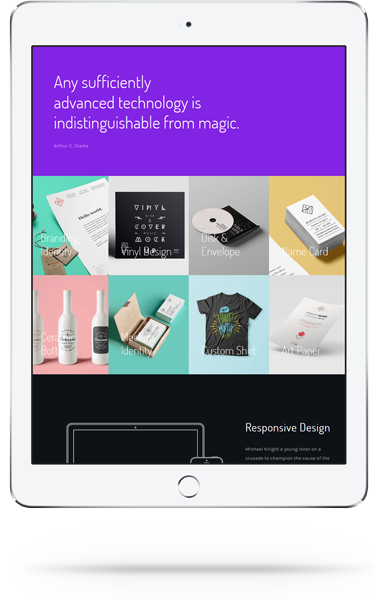 Any sufficiently
advanced technology is
indistinguishable from magic.
Arthur C. Clarke
Branding
Identity
Vinyl Design
Disk &
Envelope
Name Card
Hello world.
VINYL
COVER
MOCK
Identity
Custom Shirt
Art Paper
Responsive Design
Michael Knight a young loner on a
crusade to champion the cause of the